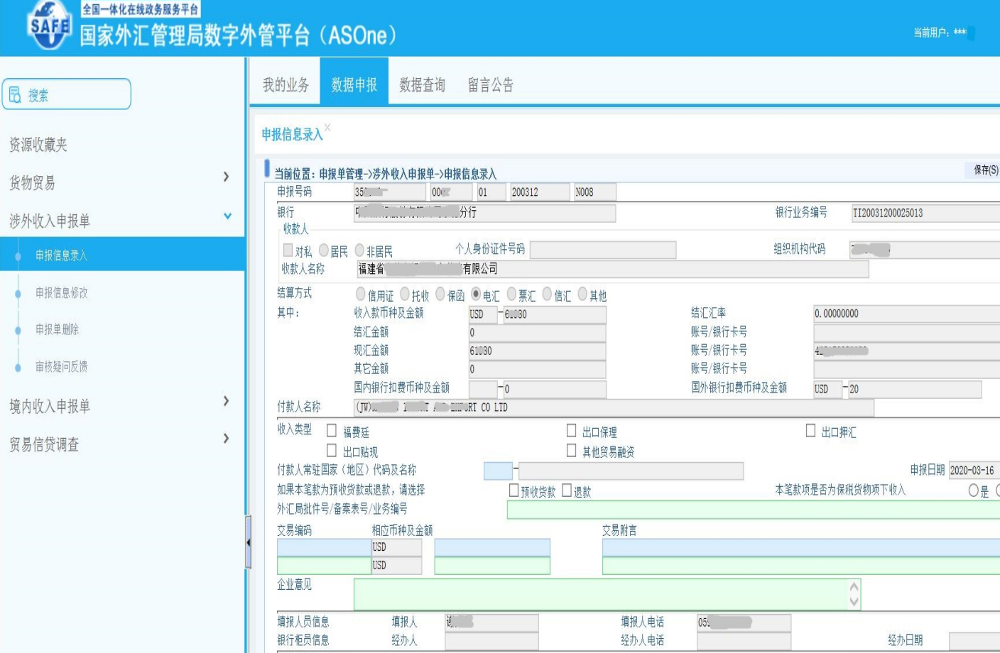 全国一体化在线政务服务平台
SAFE
国家外汇管理局数字外管平台（ASOne）
当前用户：***
搜索
我的业务 数据申报 数据查询 留言公告
申报信息录入 X
资源收藏夹
货物贸易
涉外收入申报单
申报信息录入
申报信息修改
申报单删除
审核疑问反馈
境内收入申报单
贸易信贷调查
当前位置：申报单管理->涉外收入申报单->申报信息录入 保存(S)
申报号码 35 000 01 200312 N008
银行 分行 银行业务编号 TI20031200025013
收款人
对私 居民 非居民 个人身份证件号码 组织机构代码
收款人名称 福建省 有限公司
结算方式 信用证 托收 保函 电汇 票汇 信汇 其他
其中： 收入款币种及金额 USD - 结汇汇率 0.00000000
结汇金额 0 账号/银行卡号
现汇金额 账号/银行卡号
其它金额 0 账号/银行卡号
国内银行扣费币种及金额 -0 国外银行扣费币种及金额 USD -20
付款人名称 (JW) CO LTD
收入类型 福费廷 出口保理 出口押汇
出口贴现 其他贸易融资
付款人常驻国家（地区）代码及名称 - 申报日期 2020-03-16
如果本笔款为预收货款或退款，请选择 预收货款 退款 本笔款项是否为保税货物项下收入 是
外汇局批件号/备案表号/业务编号
交易编码 相应币种及金额 交易附言
USD
USD
企业意见
填报人员信息 填报人 填报人电话
银行柜员信息 经办人 经办人电话 经办日期